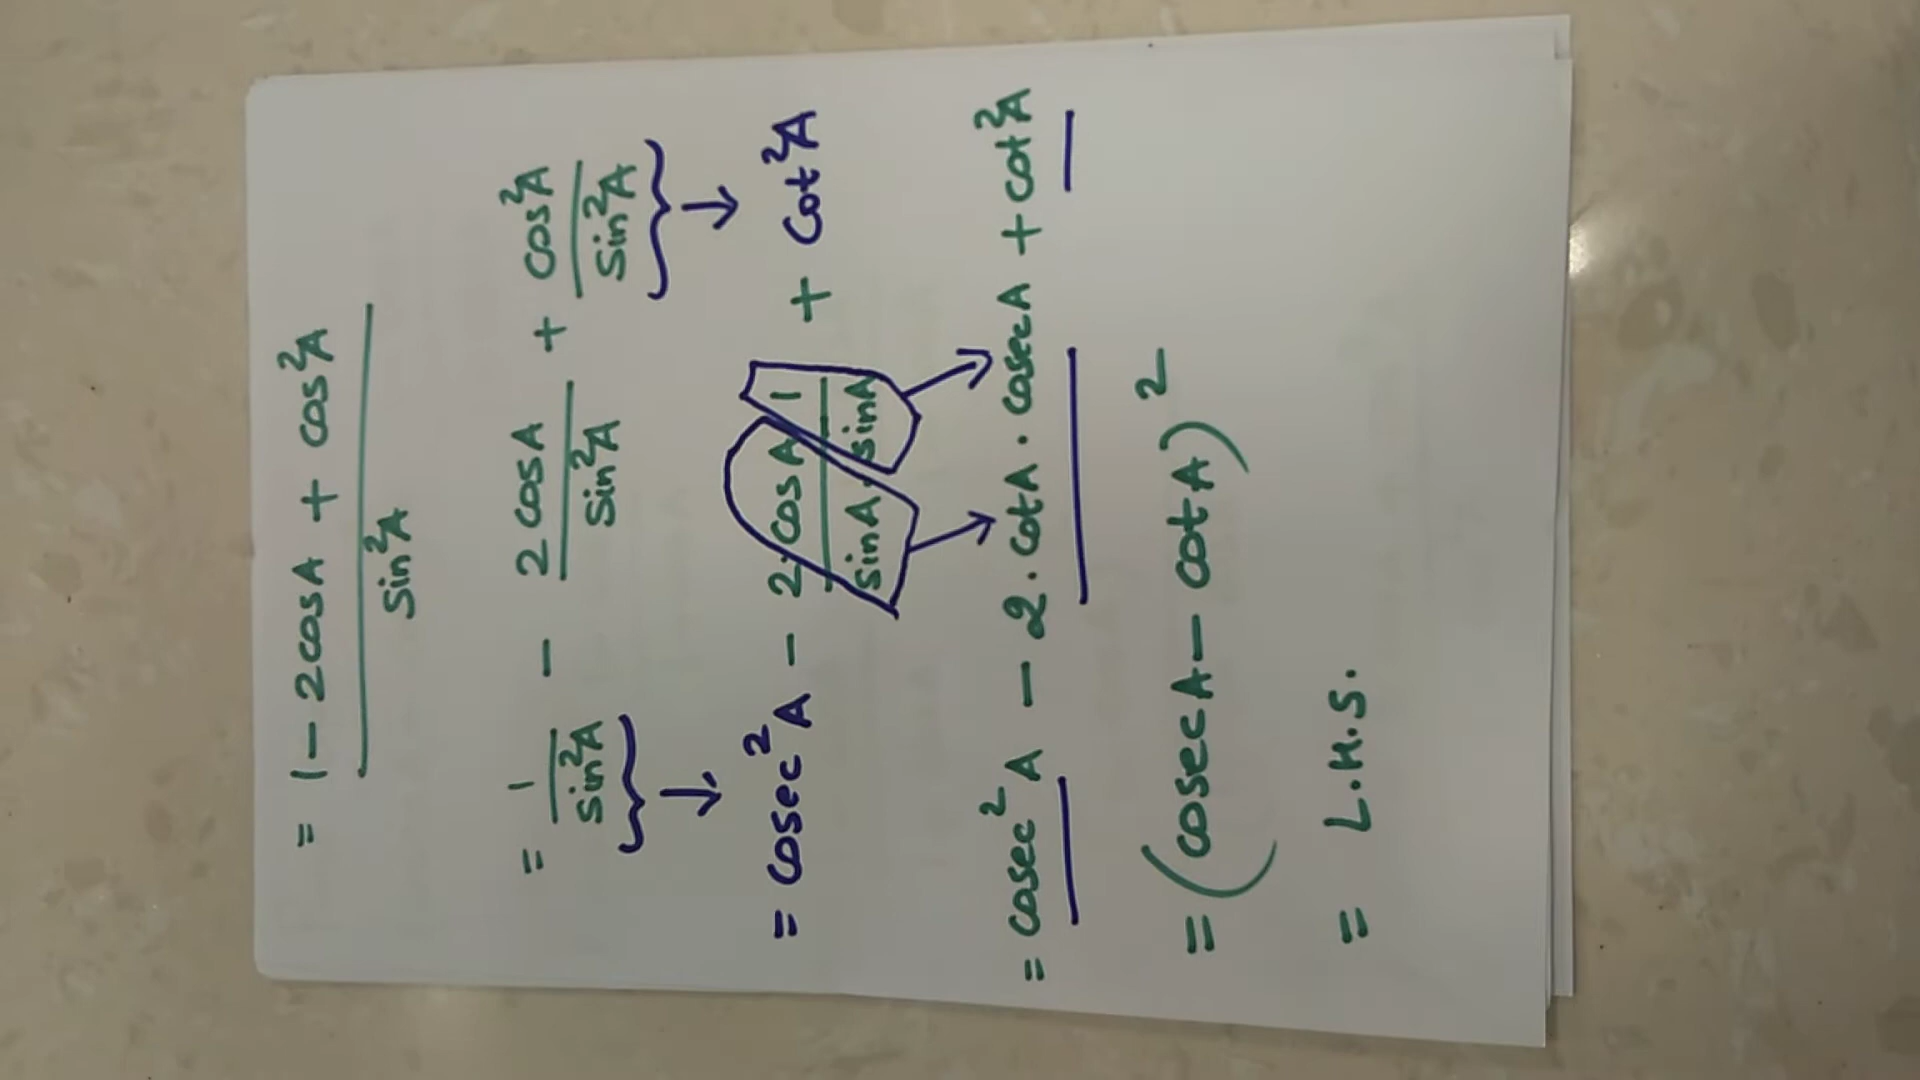 = 1 - 2cosA + cos²A
sin²A
= 1/sin²A - 2cosA/sin²A + cos²A/sin²A
= cosec²A - 2·cosA·1/sinA·sinA + cot²A
= cosec²A - 2·cotA·cosecA + cot²A
= (cosecA - cotA)²
= L.H.S.